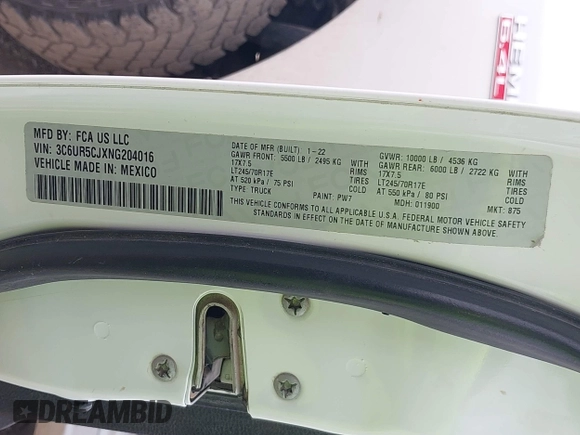 HEM
6.4L
MFD BY: FCA US LLC
VIN: 3C6UR5CJXNG204016
VEHICLE MADE IN: MEXICO
DATE OF MFR (BUILT): 1-22
GAWR FRONT: 5500 LB / 2495 KG
17X7.5
LT245/70R17E
AT 520 kPa / 75 PSI
TYPE: TRUCK
WITH
RIMS
TIRES
COLD
PAINT: PW7
GVWR: 10000 LB / 4536 KG
GAWR REAR: 6000 LB / 2722 KG
17X7.5
LT245/70R17E
AT 550 kPa / 80 PSI
MDH: 011900
WITH
RIMS
TIRES
COLD
MKT: 875
THIS VEHICLE CONFORMS TO ALL APPLICABLE U.S.A. FEDERAL MOTOR VEHICLE SAFETY
STANDARDS IN EFFECT ON THE DATE OF MANUFACTURE SHOWN ABOVE.
DREAMBID